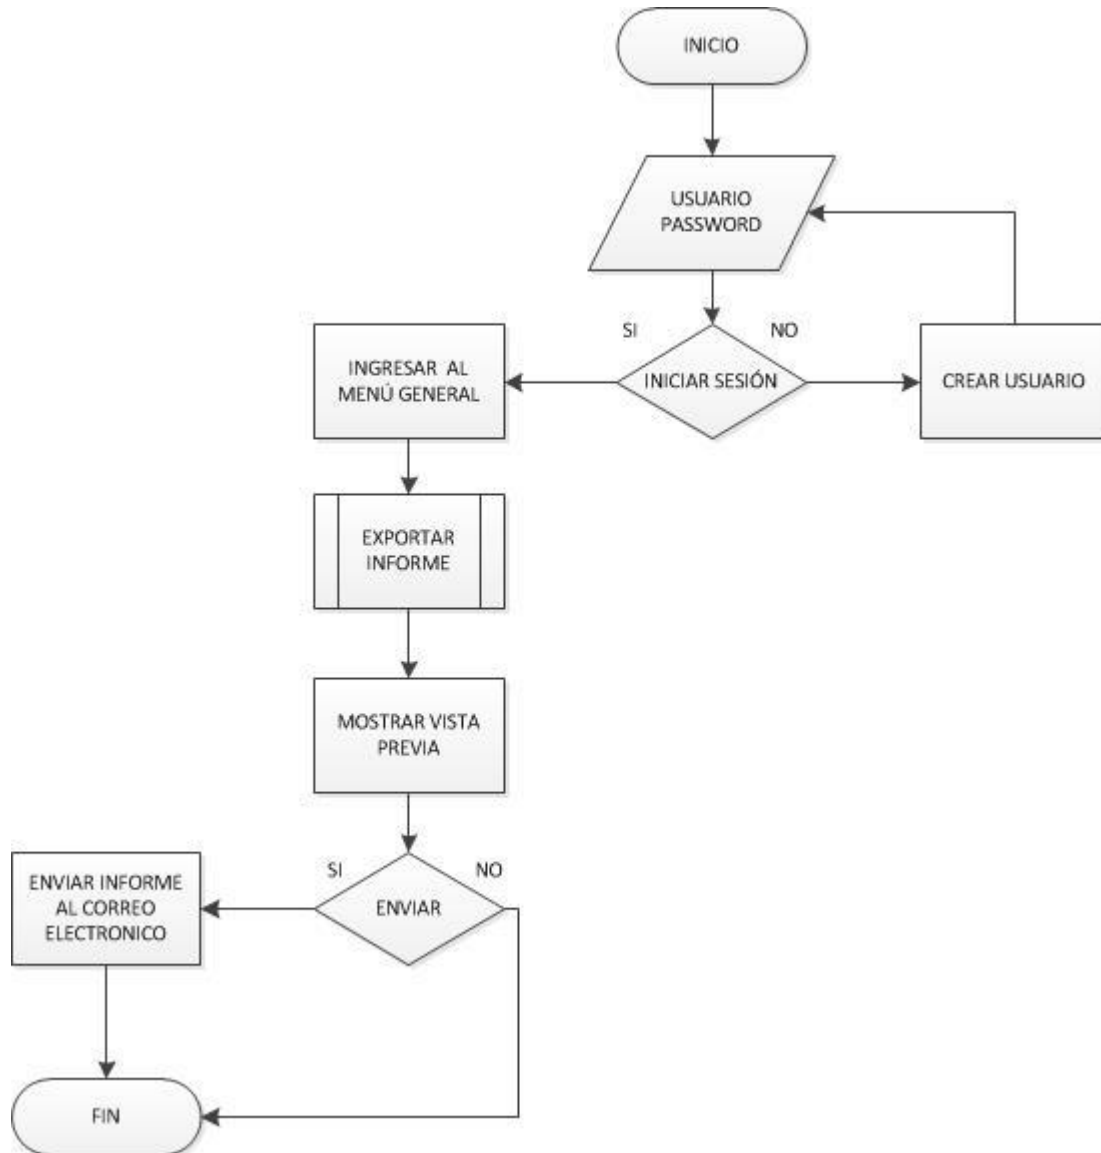 INICIO
USUARIO
PASSWORD
SI
NO
INGRESAR AL
MENÚ GENERAL
INICIAR SESIÓN
CREAR USUARIO
EXPORTAR
INFORME
MOSTRAR VISTA
PREVIA
SI
NO
ENVIAR INFORME
AL CORREO
ELECTRONICO
ENVIAR
FIN